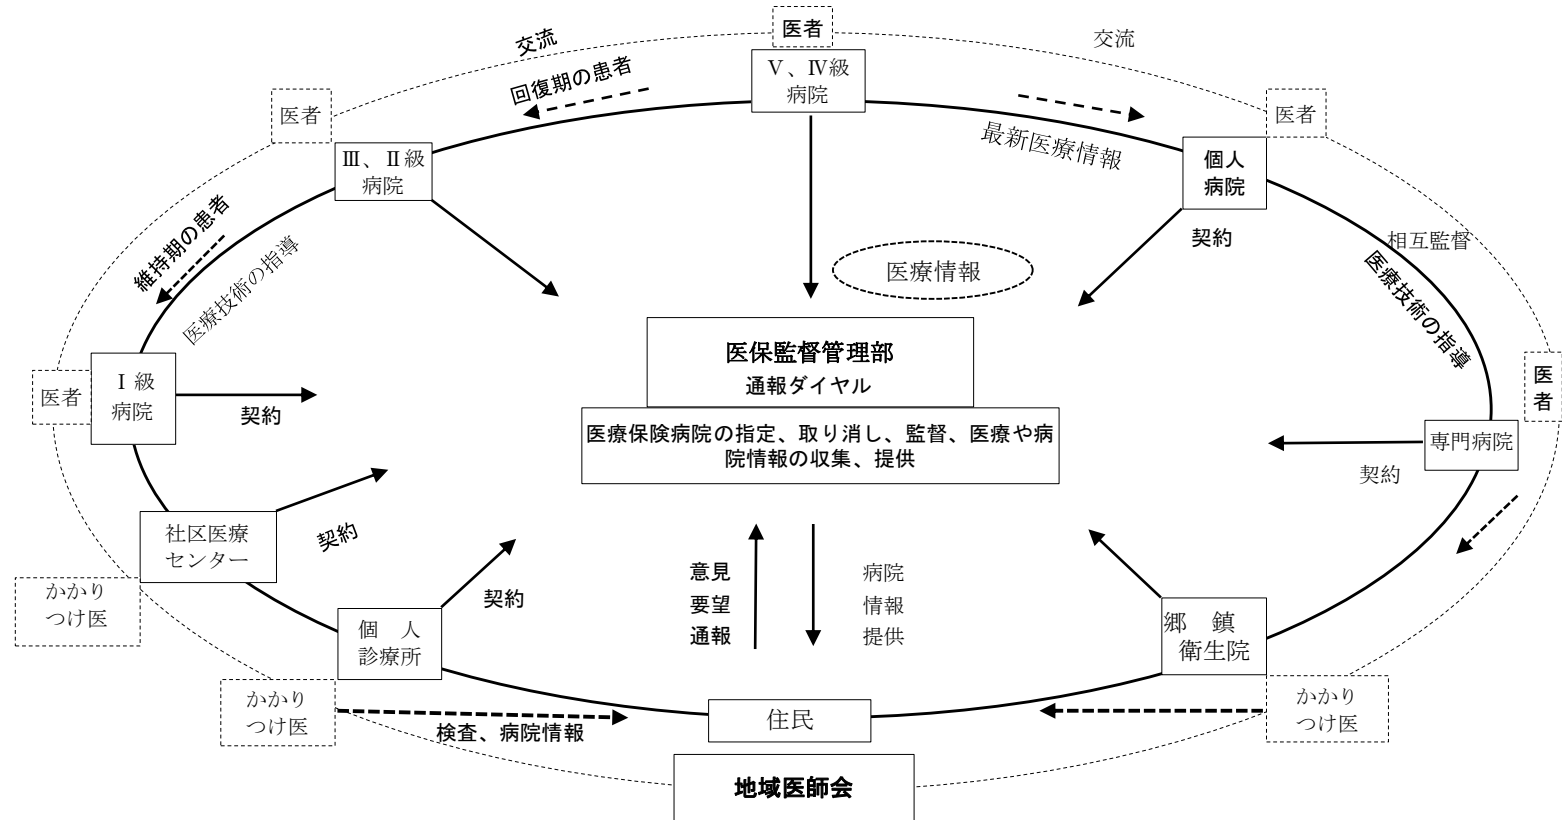 医者
交流
交流
Ⅴ、Ⅳ級
病院
回復期の患者
医者
医者
最新医療情報
Ⅲ、Ⅱ級
病院
個人
病院
維持期の患者
医療技術の指導
契約
相互監督
医療技術の指導
医療情報
医保監督管理部
通報ダイヤル
医者
Ⅰ級
病院
契約
医
者
医療保険病院の指定、取り消し、監督、医療や病
院情報の収集、提供
専門病院
契約
社区医療
センター
契約
かかり
つけ医
意見
要望
通報
病院
情報
提供
契約
個 人
診療所
郷 鎮
衛生院
かかり
つけ医
検査、病院情報
住民
かかり
つけ医
地域医師会